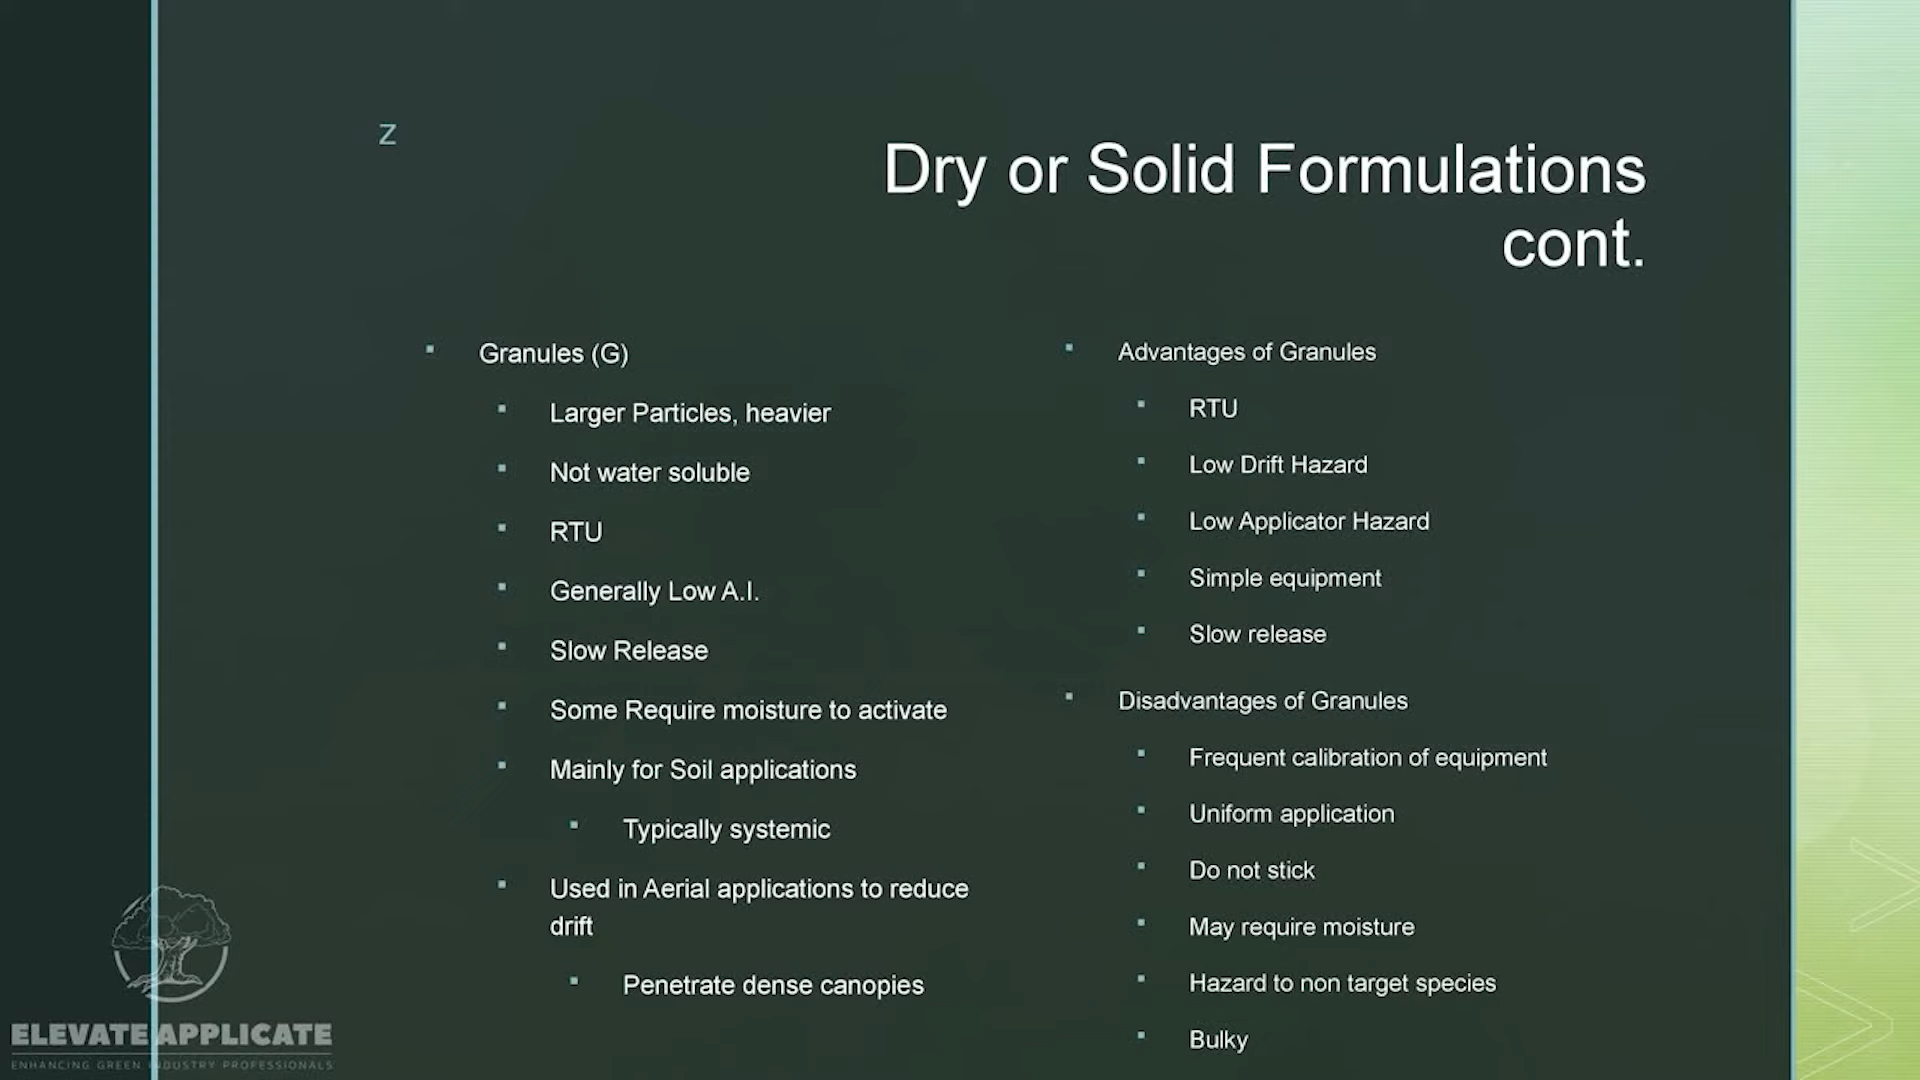 z
Dry or Solid Formulations
cont.
Granules (G)
Larger Particles, heavier
Not water soluble
RTU
Generally Low A.I.
Slow Release
Some Require moisture to activate
Mainly for Soil applications
Typically systemic
Used in Aerial applications to reduce
drift
Penetrate dense canopies
Advantages of Granules
RTU
Low Drift Hazard
Low Applicator Hazard
Simple equipment
Slow release
Disadvantages of Granules
Frequent calibration of equipment
Uniform application
Do not stick
May require moisture
Hazard to non target species
Bulky
ELEVATE APPLICATE
ENHANCING GREEN INDUSTRY PROFESSIONALS